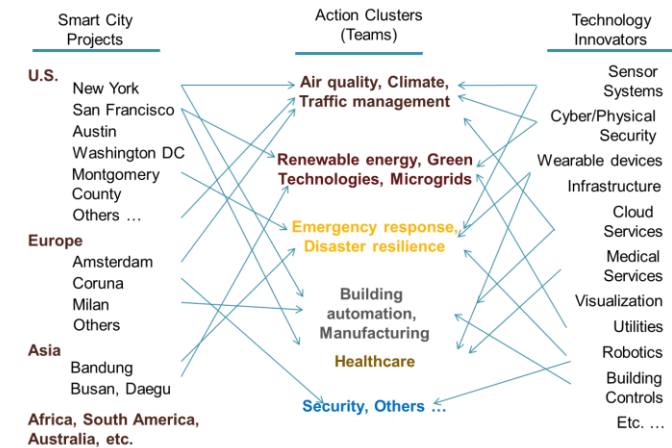 Smart City
Projects
U.S.
New York
San Francisco
Austin
Washington DC
Montgomery
County
Others ...
Europe
Amsterdam
Coruna
Milan
Others
Asia
Bandung
Busan, Daegu
Africa, South America,
Australia, etc.
Action Clusters
(Teams)
Air quality, Climate,
Traffic management
Renewable energy, Green
Technologies, Microgrids
Emergency response,
Disaster resilience
Building
automation,
Manufacturing
Healthcare
Security, Others ...
Technology
Innovators
Sensor
Systems
Cyber/Physical
Security
Wearable devices
Infrastructure
Cloud
Services
Medical
Services
Visualization
Utilities
Robotics
Building
Controls
Etc. ...